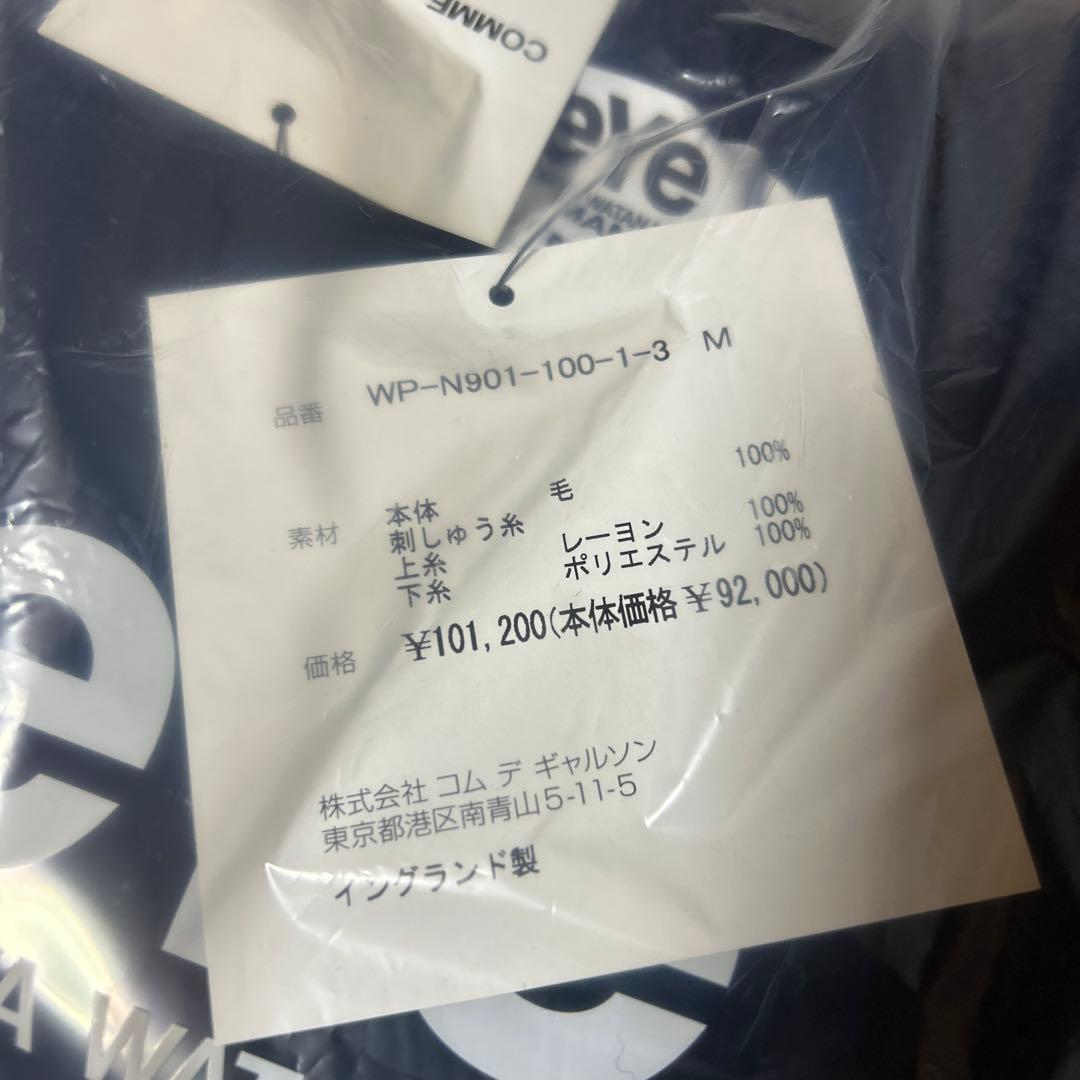 COMME
eYe
WATANA
MAN
品番 WP-N901-100-1-3 M
素材 本体 毛 100%
刺しゅう糸
上糸 レーヨン 100%
下糸 ポリエステル 100%
価格 ¥101,200(本体価格 ¥92,000)
株式会社 コム デ ギャルソン
東京都港区南青山5-11-5
イングランド製
e
A WAT